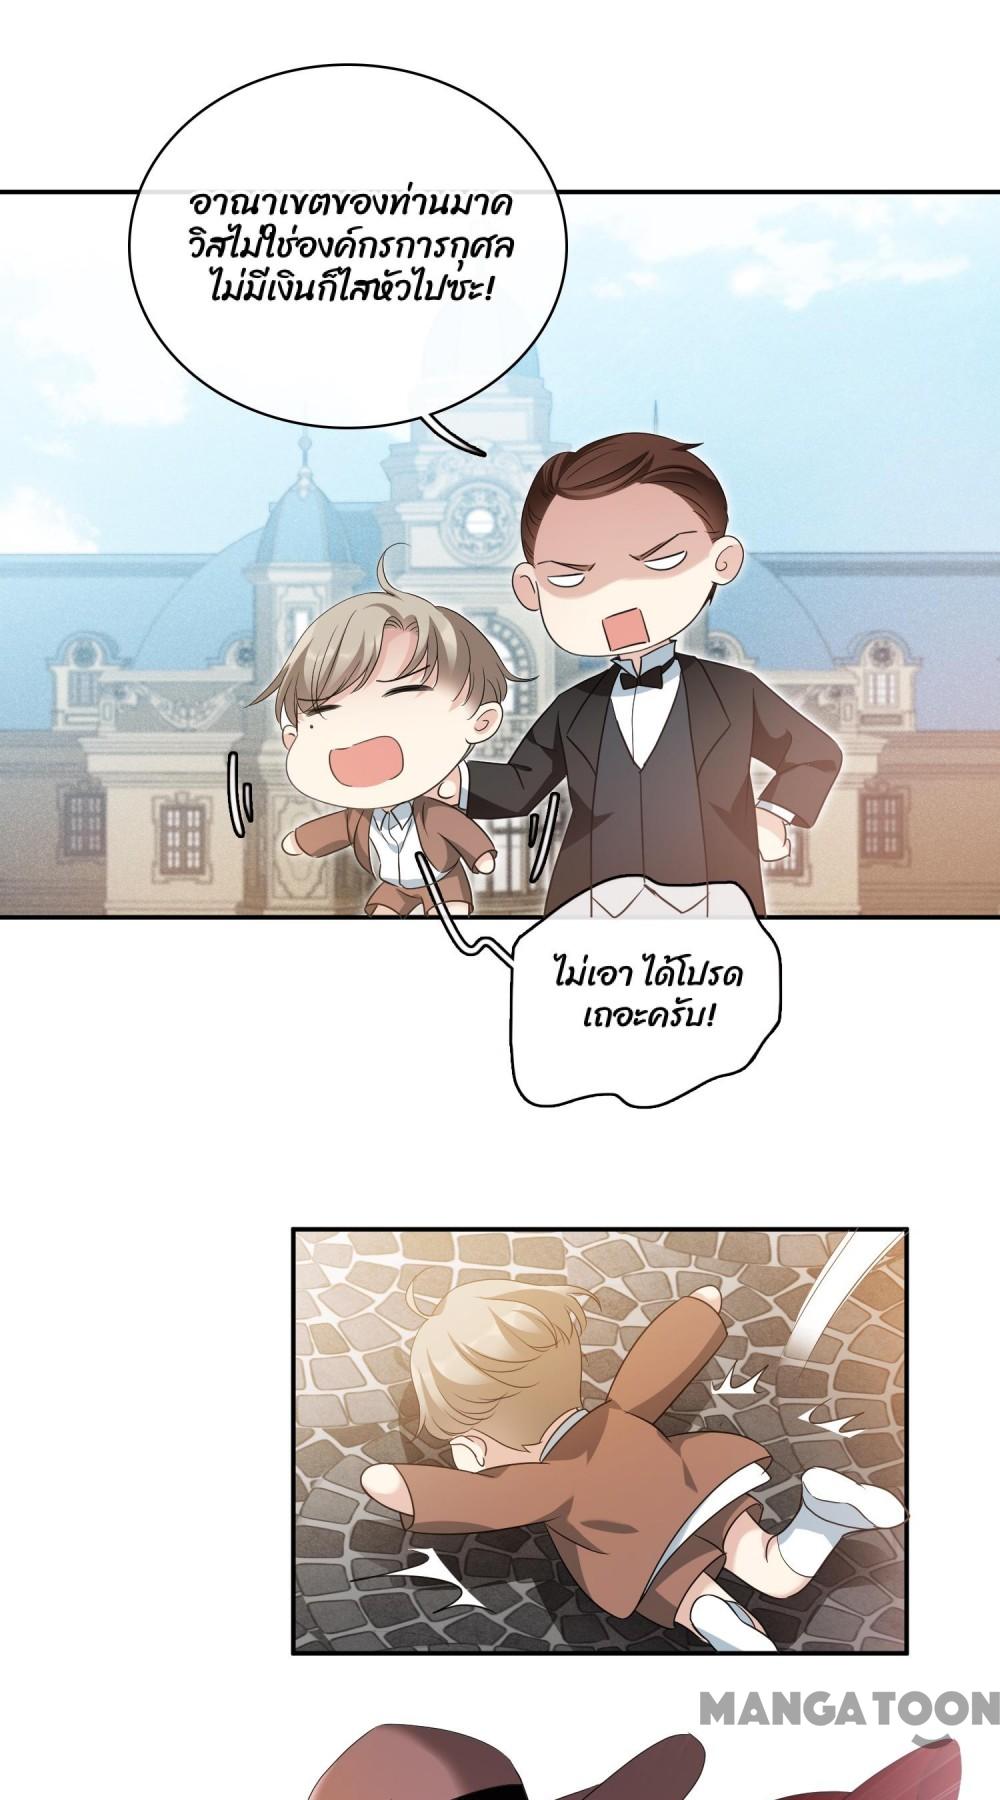 อาณาเขตของท่านมาค
วิสไม่ใช่องค์กรการกุศล
ไม่มีเงินก็ไสหัวไปซะ!
ไม่เอา ได้โปรด
เถอะครับ!
MANGATOON